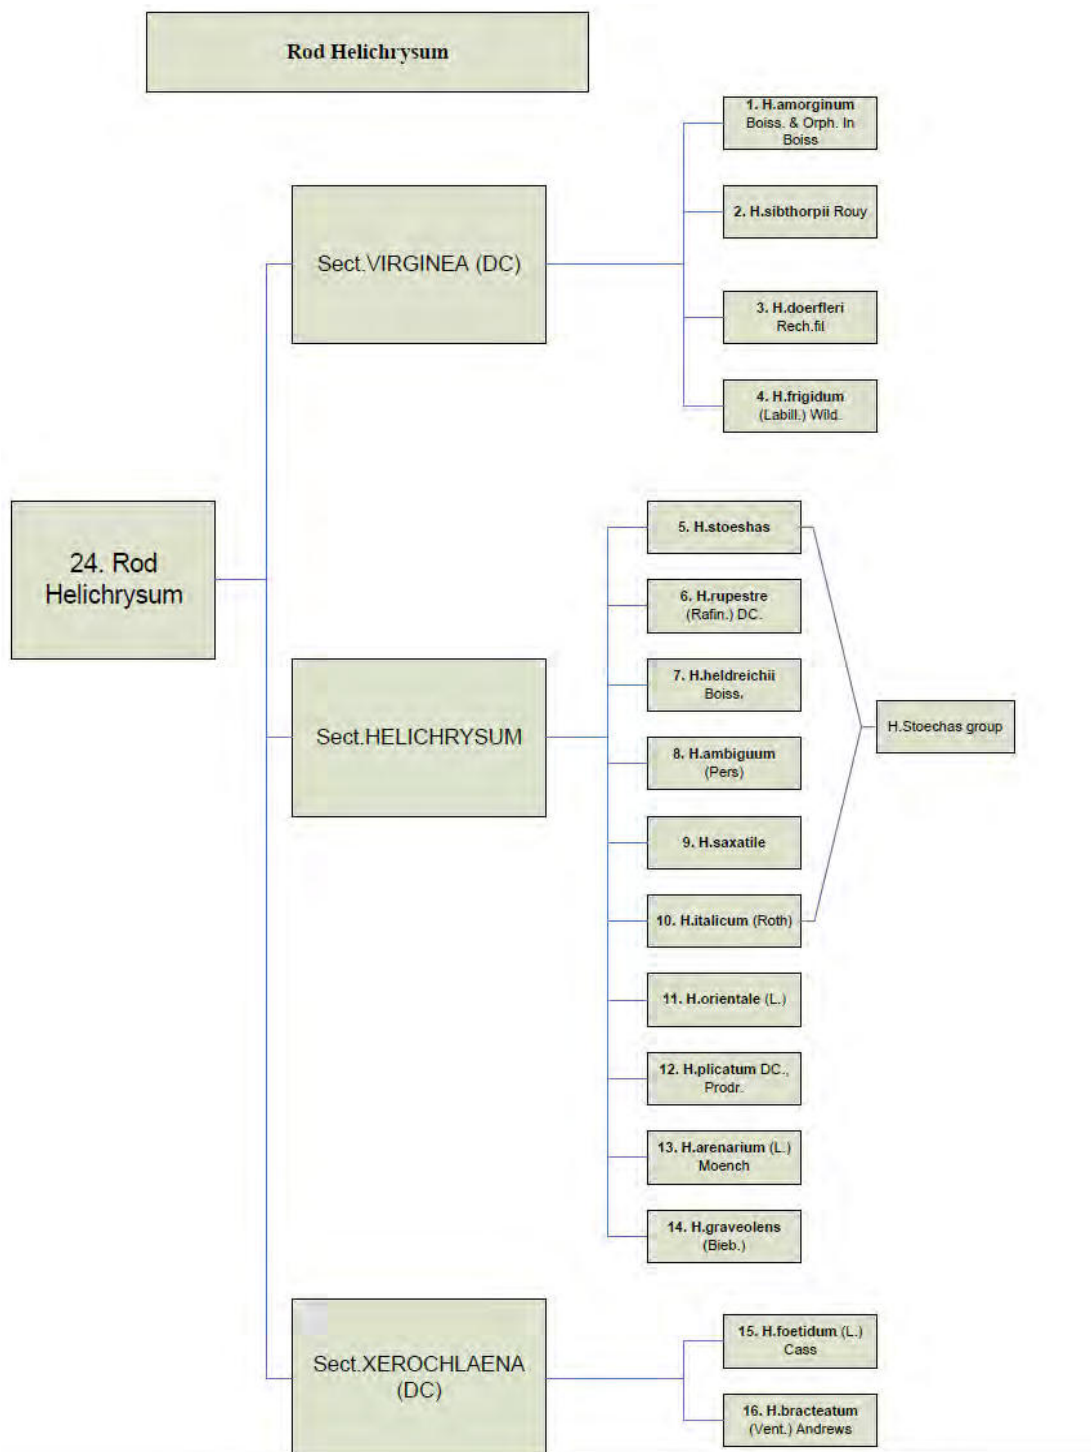 Rod Helichrysum
1. H.amorginum
Boiss. & Orph. In
Boiss
Sect.VIRGINEA (DC)
2. H.sibthorpii Rouy
3. H.doerfleri
Rech.fil
4. H.frigidum
(Labill.) Wild.
24. Rod
Helichrysum
Sect.HELICHRYSUM
5. H.stoeshas
6. H.rupestre
(Rafin.) DC.
7. H.heldreichii
Boiss.
8. H.ambiguum
(Pers)
9. H.saxatile
10. H.italicum (Roth)
11. H.orientale (L.)
12. H.plicatum DC.,
Prodr.
13. H.arenarium (L.)
Moench
14. H.graveolens
(Bieb.)
H.Stoechas group
Sect.XEROCHLAENA
(DC)
15. H.foetidum (L.)
Cass
16. H.bracteatum
(Vent.) Andrews